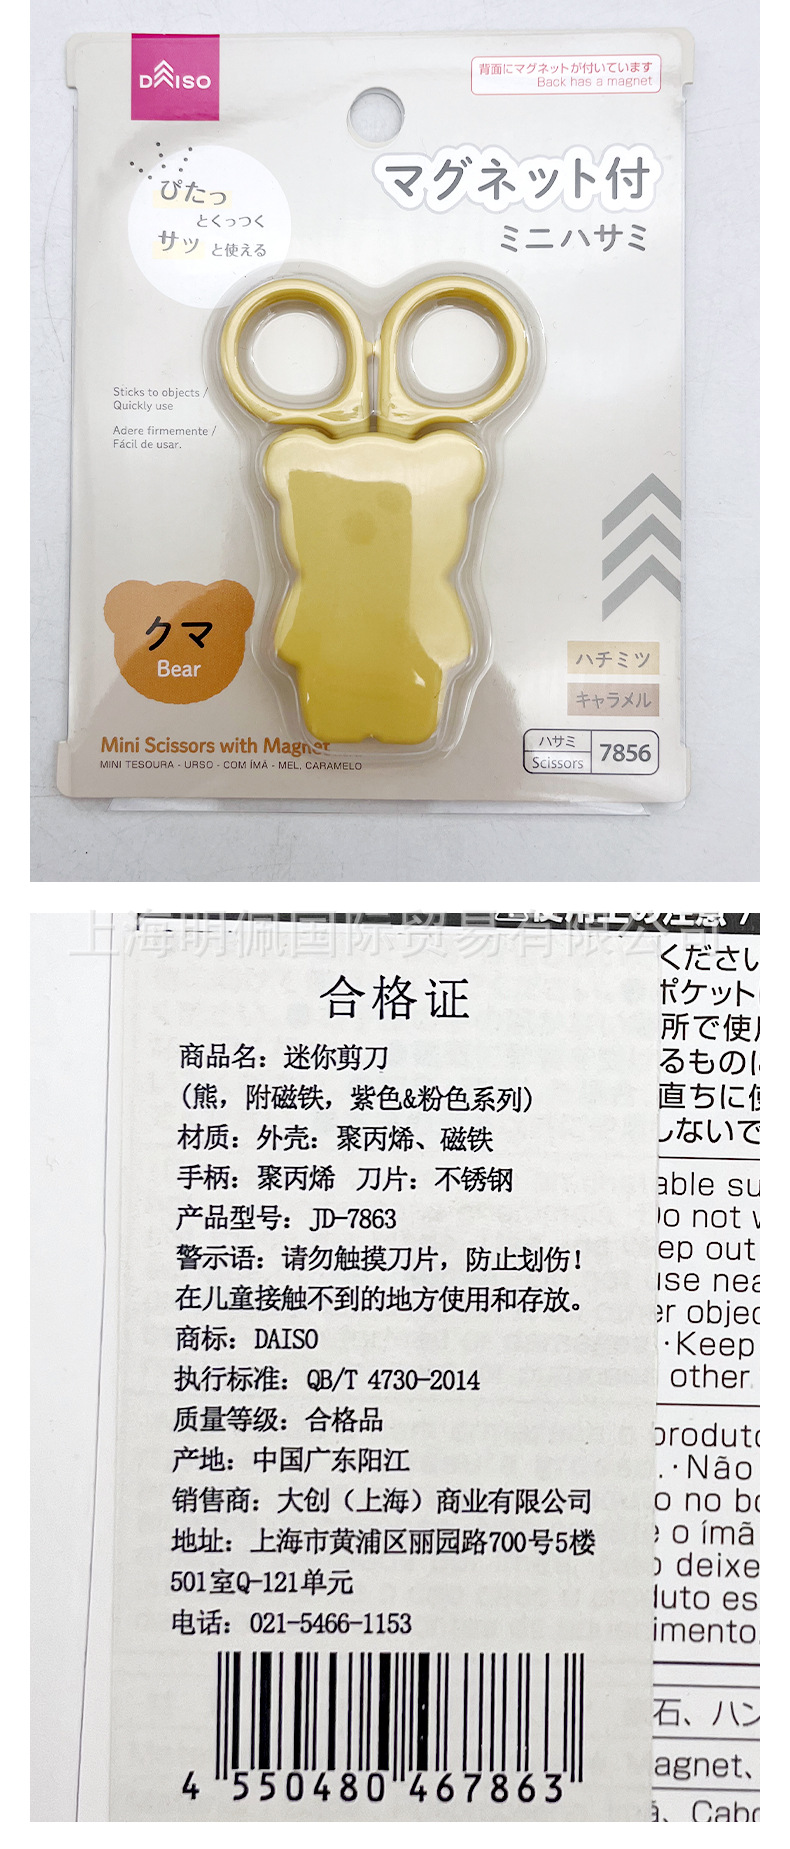 DAISO
背面にマグネットが付いています
Back has a magnet
マグネット付
ミニハサミ
ぴたっ
とくっつく
サッと使える
Sticks to objects /
Quickly use
Adere firmemente /
Fácil de usar.
クマ
Bear
ハチミツ
キャラメル
Mini Scissors with Magnet
MINI TESOURA - URSO - COM ÍMÃ - MEL, CARAMELO
ハサミ
Scissors
7856
上海明佩国际贸易有限公司
合格证
商品名：迷你剪刀
(熊，附磁铁，紫色&粉色系列)
材质：外壳：聚丙烯、磁铁
手柄：聚丙烯 刀片：不锈钢
产品型号：JD-7863
警示语：请勿触摸刀片，防止划伤！
在儿童接触不到的地方使用和存放。
商标：DAISO
执行标准：QB/T 4730-2014
质量等级：合格品
产地：中国广东阳江
销售商：大创（上海）商业有限公司
地址：上海市黄浦区丽园路700号5楼
501室Q-121单元
电话：021-5466-1153
4 550480 467863
ください
ポケット
所で使
るものに
直ちに
しないで
able su
Do not
ep out
use nea
er objec
·Keep
other.
produto
.·Não
o no bo
e o ímã
deixe
duto es
imento.
石、ハン
Magnet、